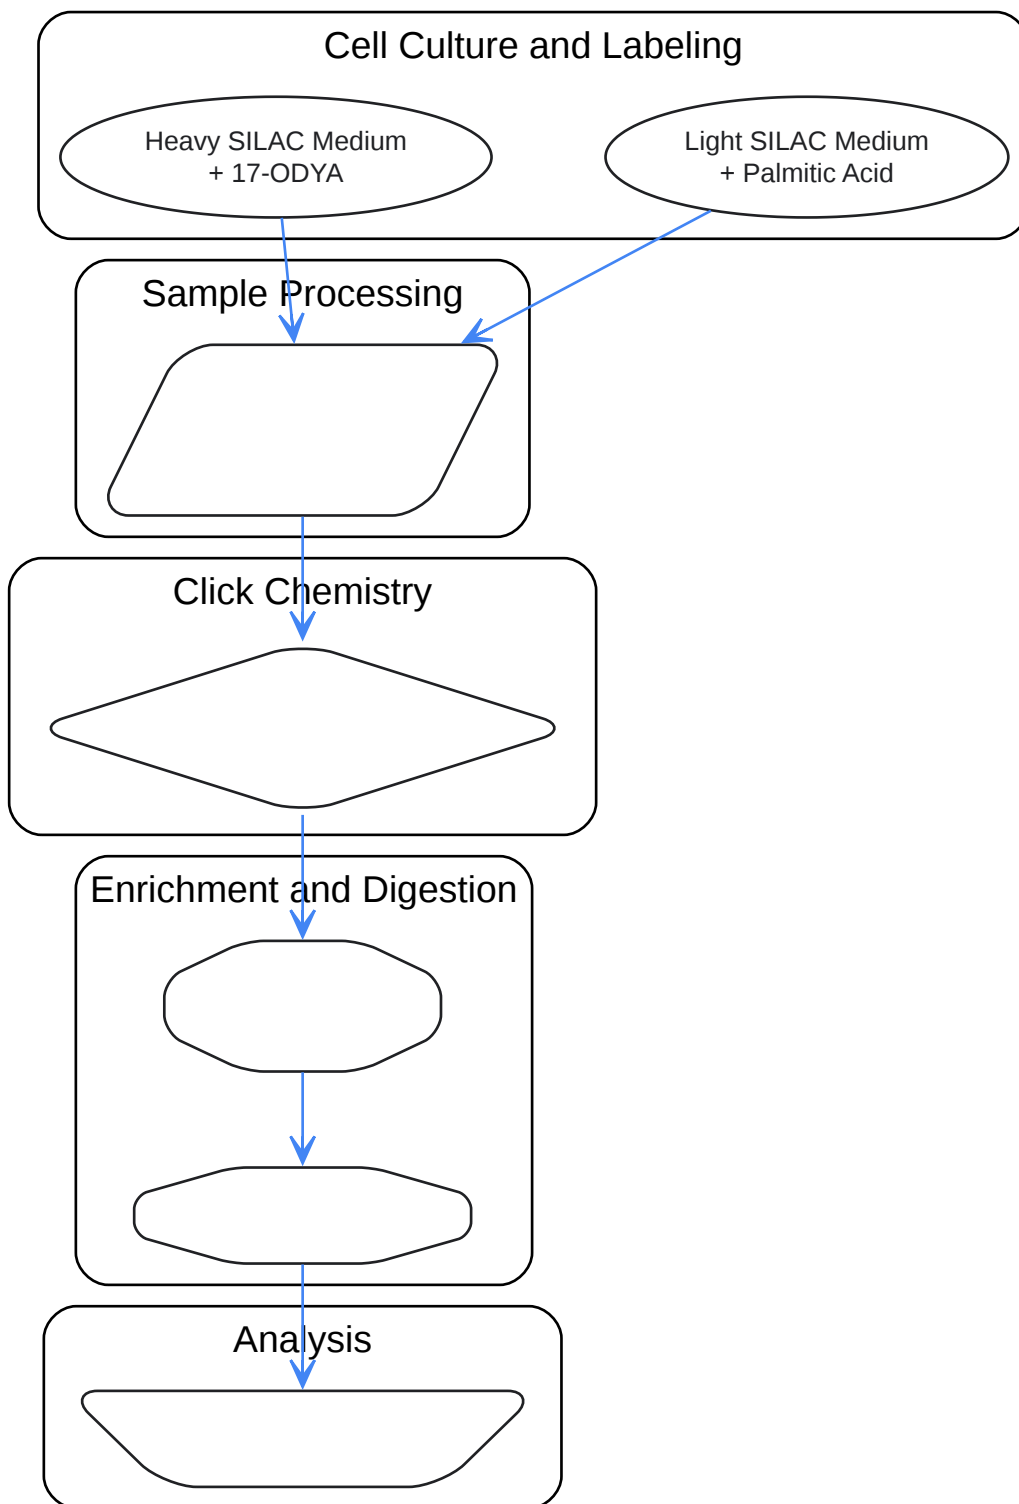 Cell Culture and Labeling
Heavy SILAC Medium
+ 17-ODYA
Light SILAC Medium
+ Palmitic Acid
Sample Processing
Click Chemistry
Enrichment and Digestion
Analysis